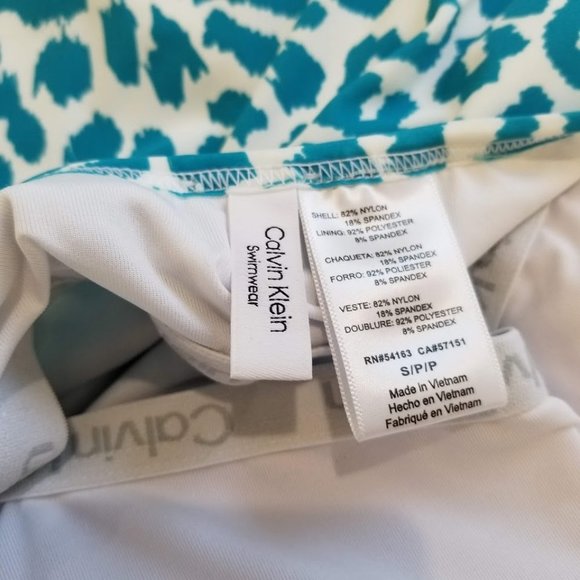 Calvin Klein
Swimwear
SHELL: 82% NYLON
18% SPANDEX
LINING: 92% POLYESTER
8% SPANDEX
CHAQUETA: 82% NYLON
18% SPANDEX
FORRO: 92% POLIESTER
8% SPANDEX
VESTE: 82% NYLON
18% SPANDEX
DOUBLURE: 92% POLYESTER
8% SPANDEX
RN#54163 CA#57151
S/P/P
Made in Vietnam
Hecho en Vietnam
Fabriqué en Vietnam
Calvin